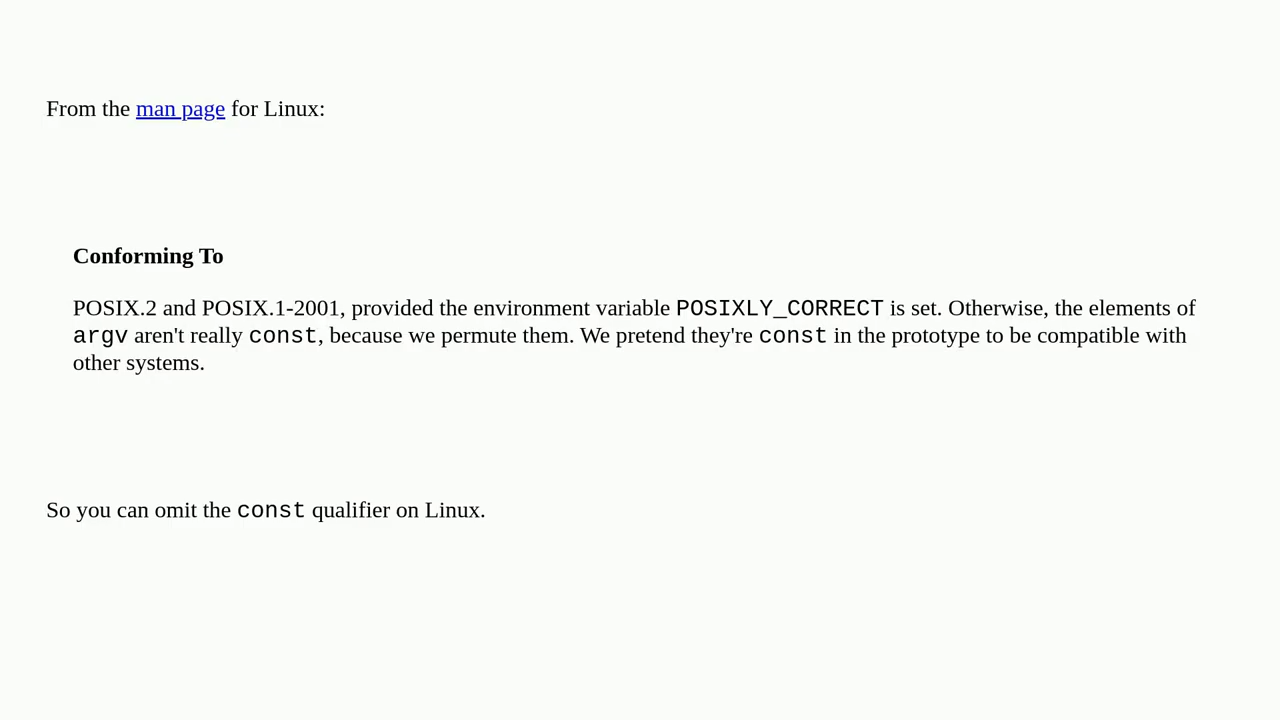 From the man page for Linux:
Conforming To
POSIX.2 and POSIX.1-2001, provided the environment variable POSIXLY_CORRECT is set. Otherwise, the elements of
argv aren't really const, because we permute them. We pretend they're const in the prototype to be compatible with
other systems.
So you can omit the const qualifier on Linux.